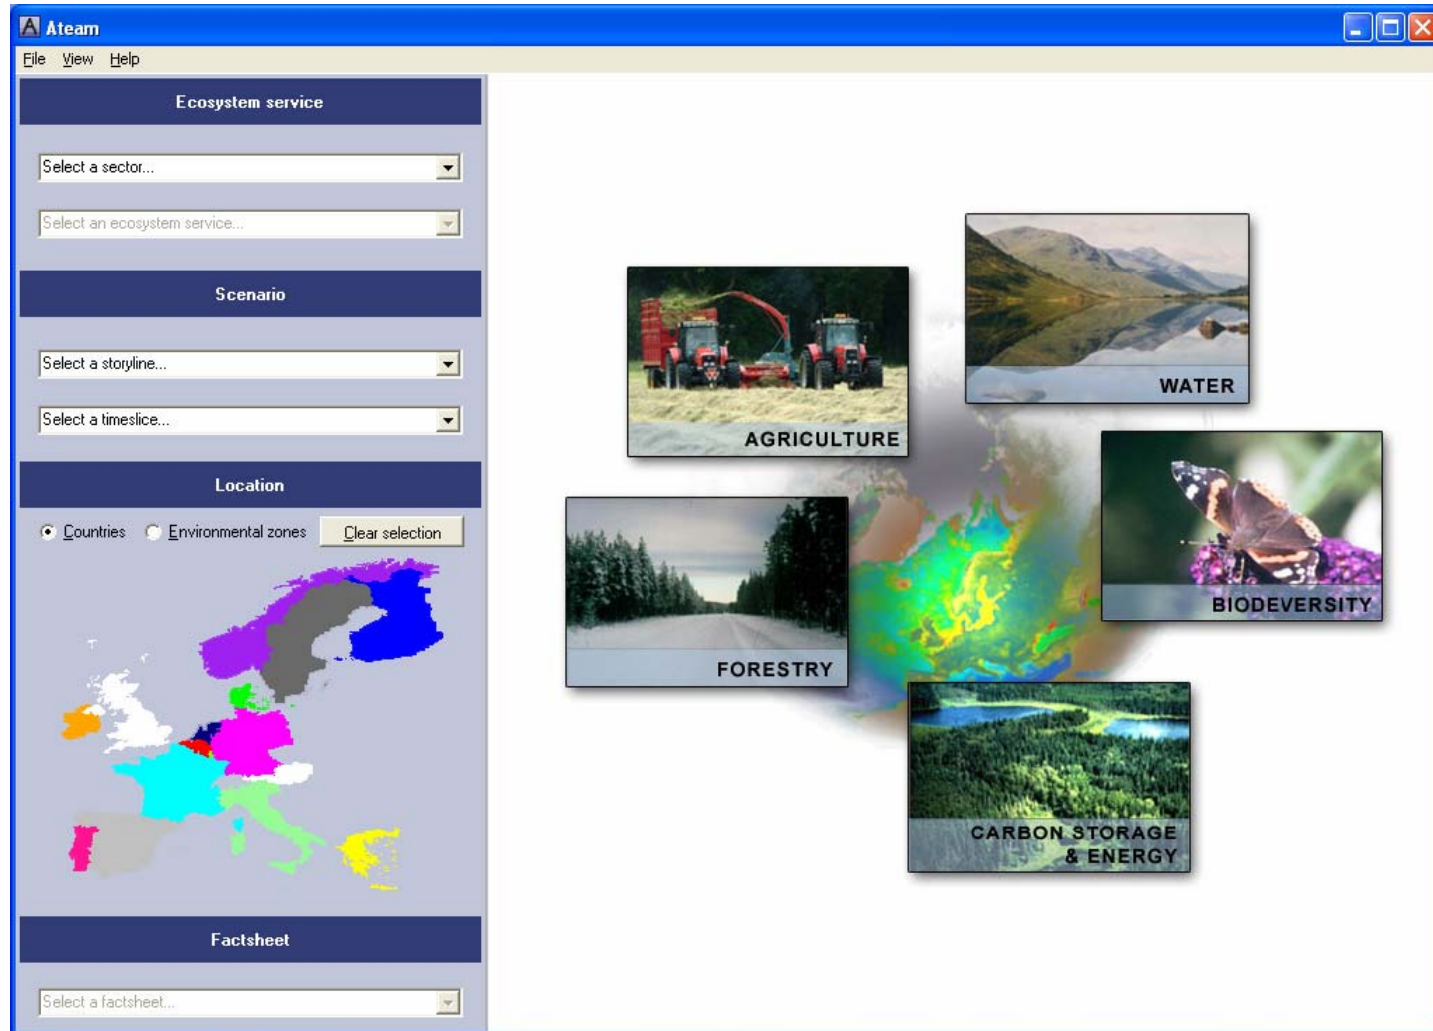 Ateam
File View Help
Ecosystem service
Select a sector...
Select an ecosystem service...
Scenario
Select a storyline...
Select a timeslice...
Location
Countries Environmental zones Clear selection
Factsheet
Select a factsheet...
WATER
AGRICULTURE
BIODEVERSITY
FORESTRY
CARBON STORAGE
& ENERGY